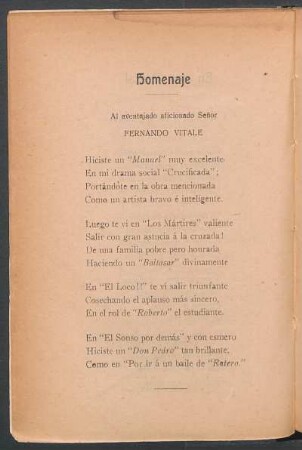 Homenaje
Al aventajado aficionado Señor
FERNANDO VITALE
Hiciste un "Manuel" muy excelente
En mi drama social "Crucificada";
Portándote en la obra mencionada
Como un artista bravo é inteligente.
Luego te vi en "Los Mártires" valiente
Salir con gran astucia á la cruzada!
De una familia pobre pero honrada
Haciendo un "Baltasar" divinamente
En "El Loco!!" te vi salir triunfante
Cosechando el aplauso más sincero,
En el rol de "Roberto" el estudiante.
En "El Sonso por demás" y con esmero
Hiciste un "Don Pedro" tan brillante,
Como en "Por ir á un baile de "Ratero."